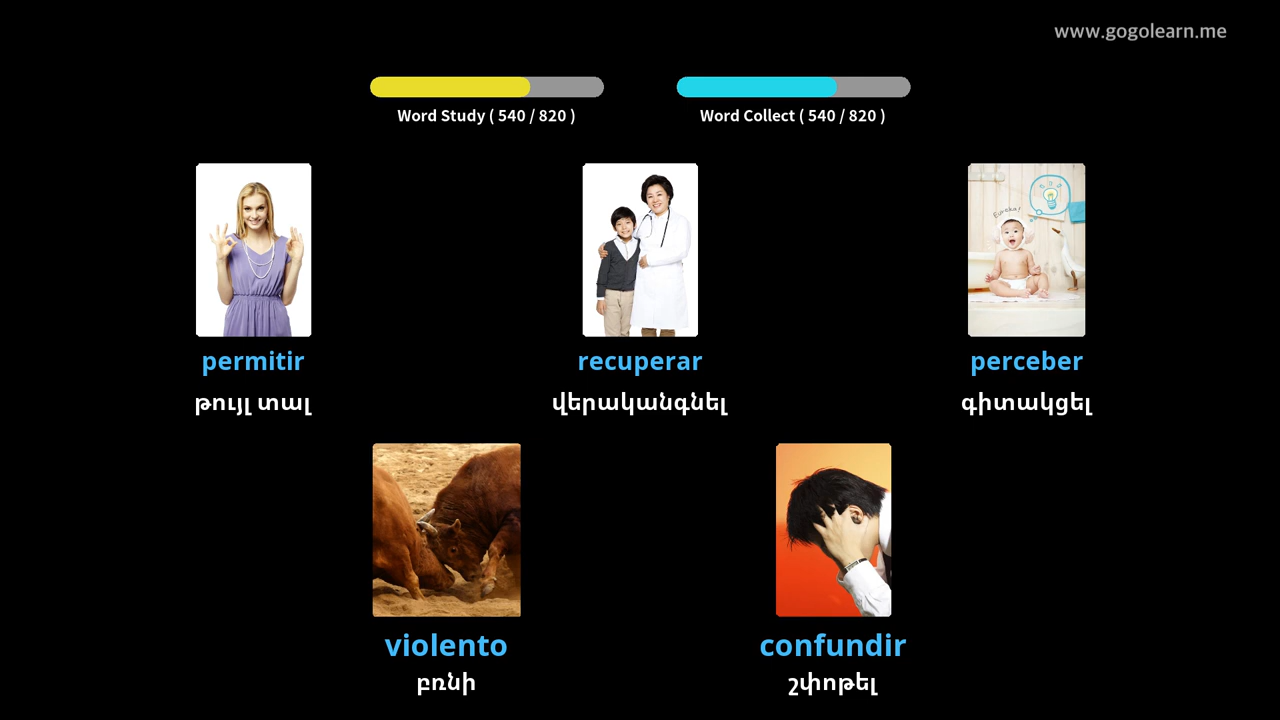 www.gogolearn.me
Word Study ( 540 / 820 )
Word Collect ( 540 / 820 )
Eureka!
permitir
recuperar
perceber
թույլ տալ
վերականգնել
գիտակցել
violento
confundir
բռնի
շփոթել